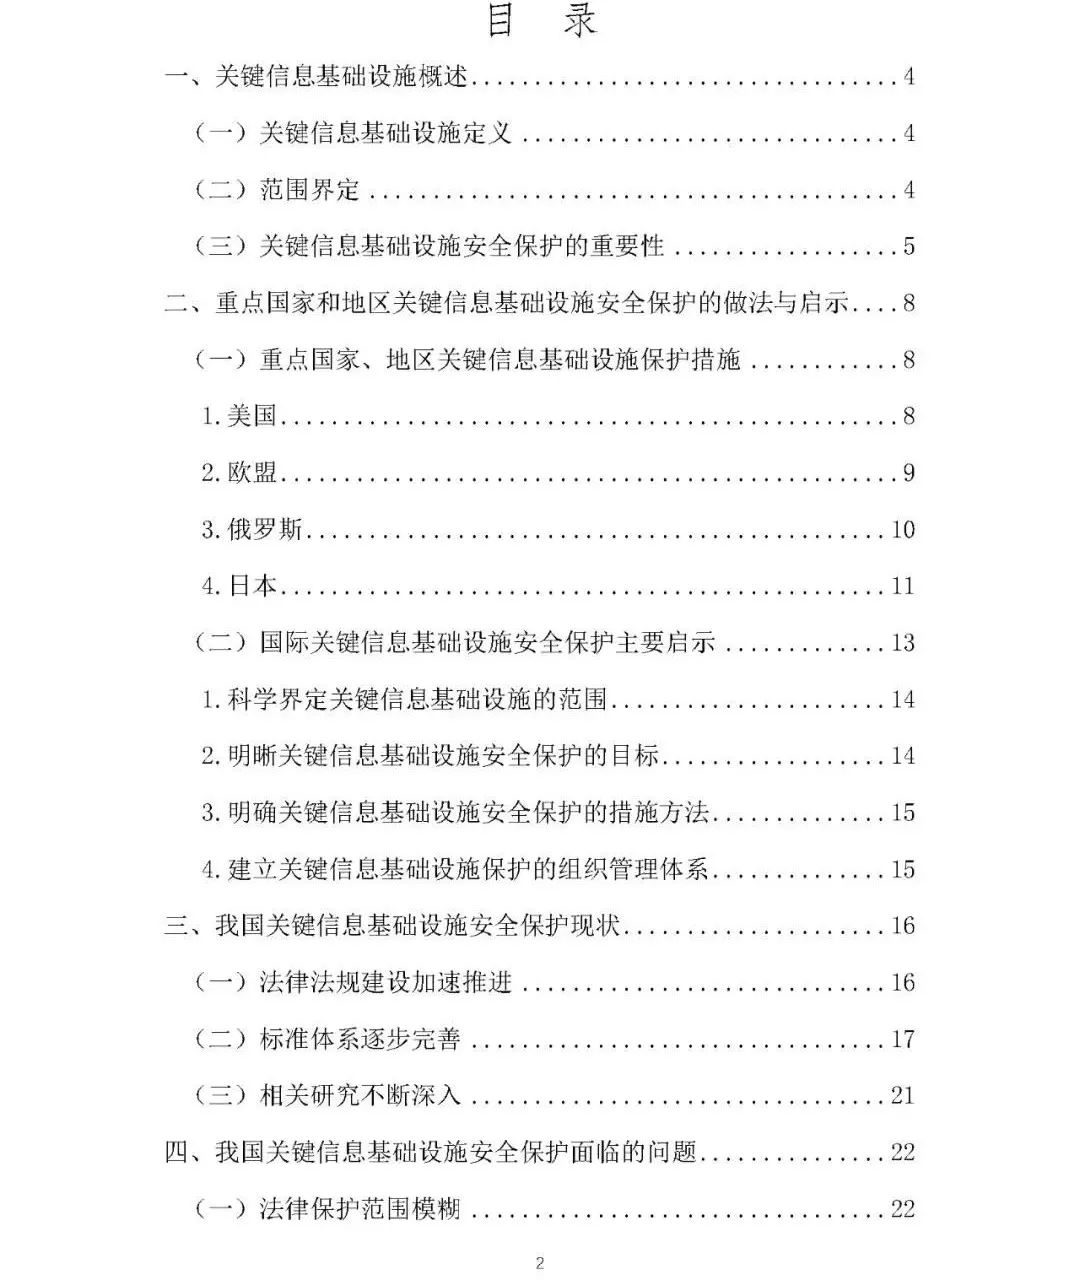 目 录
一、关键信息基础设施概述..................................4
（一）关键信息基础设施定义..............................4
（二）范围界定..........................................4
（三）关键信息基础设施安全保护的重要性...................5
二、重点国家和地区关键信息基础设施安全保护的做法与启示....8
（一）重点国家、地区关键信息基础设施保护措施.............8
1.美国.................................................8
2.欧盟.................................................9
3.俄罗斯..............................................10
4.日本................................................11
（二）国际关键信息基础设施安全保护主要启示.............13
1.科学界定关键信息基础设施的范围......................14
2.明晰关键信息基础设施安全保护的目标..................14
3.明确关键信息基础设施安全保护的措施方法..............15
4.建立关键信息基础设施保护的组织管理体系..............15
三、我国关键信息基础设施安全保护现状.....................16
（一）法律法规建设加速推进.............................16
（二）标准体系逐步完善.................................17
（三）相关研究不断深入.................................21
四、我国关键信息基础设施安全保护面临的问题...............22
（一）法律保护范围模糊.................................22
2